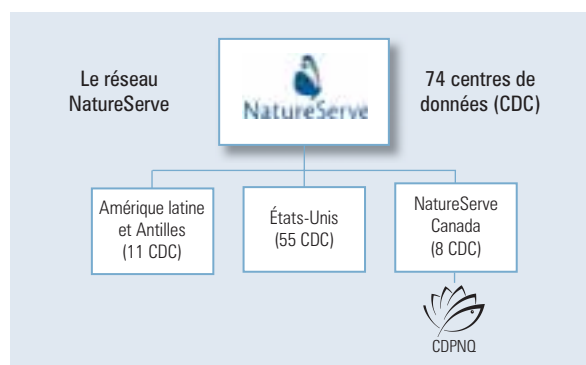 Le réseau
NatureServe
NatureServe
74 centres de
données (CDC)
Amérique latine
et Antilles
(11 CDC)
États-Unis
(55 CDC)
NatureServe
Canada
(8 CDC)
CDPNQ